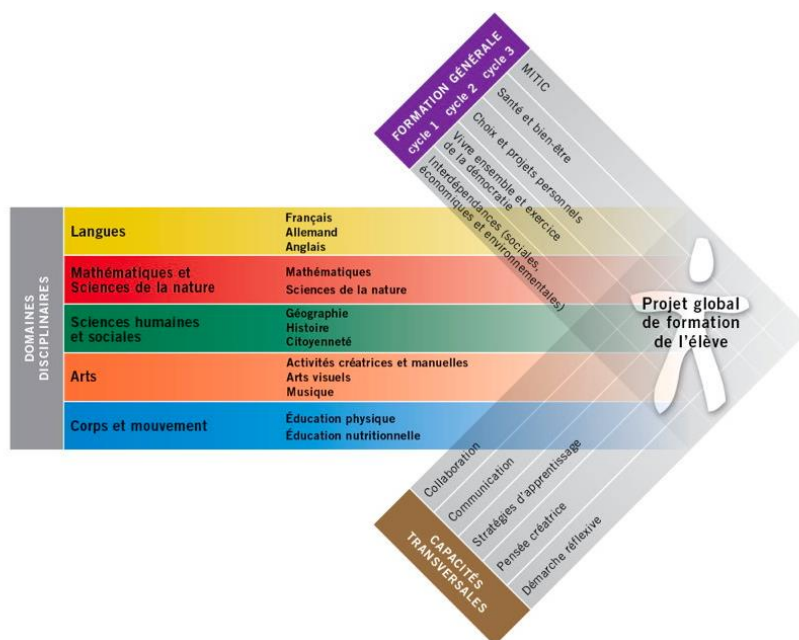 FORMATION GÉNÉRALE
cycle 1 cycle 2 cycle 3
MITIC
Santé et bien-être
Choix et projets personnels
Vivre ensemble et exercice
de la démocratie
Interdépendances (sociales,
économiques et environnementales)
DOMAINES
DISCIPLINAIRES
Langues
Français
Allemand
Anglais
Mathématiques et
Sciences de la nature
Mathématiques
Sciences de la nature
Sciences humaines
et sociales
Géographie
Histoire
Citoyenneté
Arts
Activités créatrices et manuelles
Arts visuels
Musique
Corps et mouvement
Éducation physique
Éducation nutritionnelle
Projet global
de formation
de l'élève
Collaboration
Communication
Stratégies d'apprentissage
Pensée créatrice
Démarche réflexive
CAPACITÉS
TRANSVERSALES